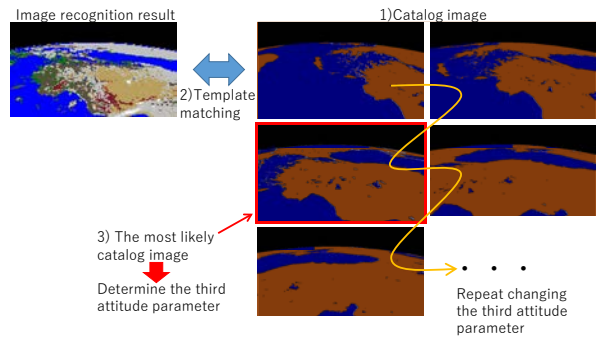 Image recognition result
1)Catalog image
2)Template
matching
3) The most likely
catalog image
Determine the third
attitude parameter
• • •
Repeat changing
the third attitude
parameter